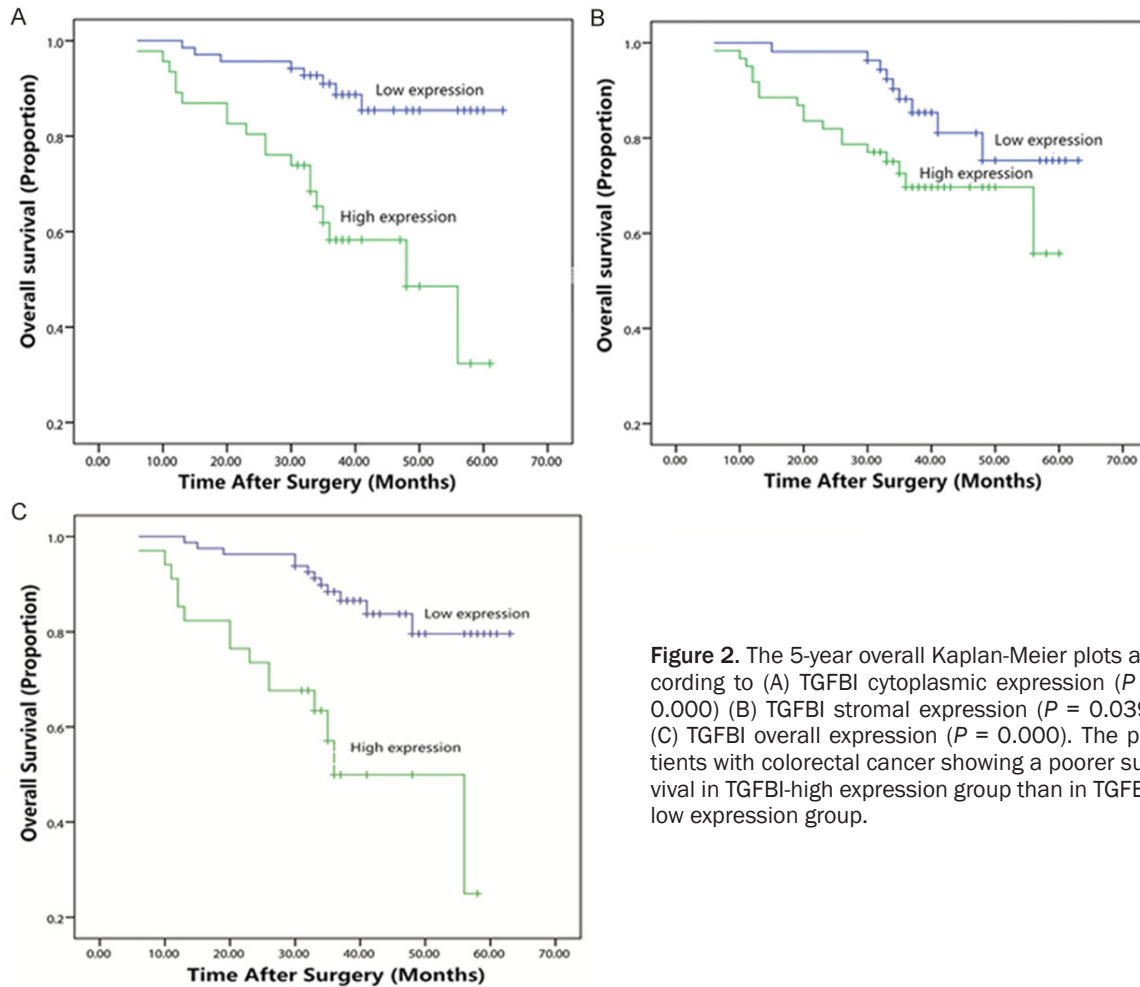 A
1.0
0.8
0.6
0.4
0.2
Overall survival (Proportion)
Low expression
High expression
0.00 10.00 20.00 30.00 40.00 50.00 60.00 70.00
Time After Surgery (Months)
B
1.0
0.8
0.6
0.4
0.2
Overall survival (Proportion)
Low expression
High expression
0.00 10.00 20.00 30.00 40.00 50.00 60.00 70.00
Time After Surgery (Months)
C
1.0
0.8
0.6
0.4
0.2
Overall Survival (Proportion)
Low expression
High expression
0.00 10.00 20.00 30.00 40.00 50.00 60.00 70.00
Time After Surgery (Months)
Figure 2. The 5-year overall Kaplan-Meier plots a
cording to (A) TGFBI cytoplasmic expression (P
0.000) (B) TGFBI stromal expression (P = 0.039
(C) TGFBI overall expression (P = 0.000). The p
tients with colorectal cancer showing a poorer su
vival in TGFBI-high expression group than in TGFB
low expression group.